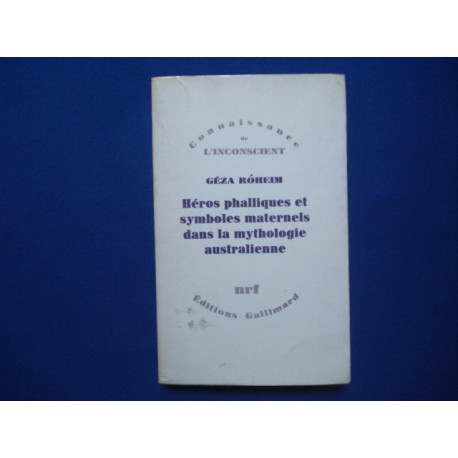 Connaissance
de
L'INCONSCIENT
GÉZA RÓHEIM
Héros phalliques et
symboles maternels
dans la mythologie
australienne
nrf
Éditions Gallimard